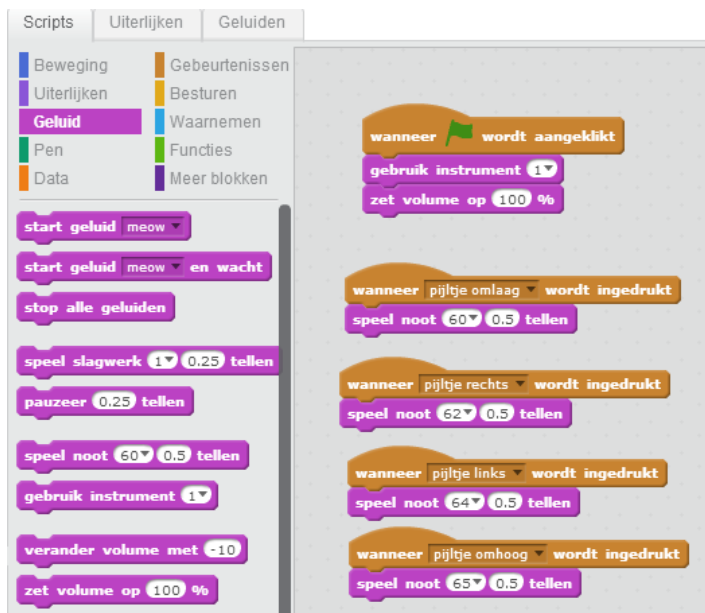 Scripts Uiterlijken Geluiden
Beweging Gebeurtenissen
Uiterlijken Besturen
Geluid Waarnemen
Pen Functies
Data Meer blokken
start geluid meow
start geluid meow en wacht
stop alle geluiden
speel slagwerk 1 0.25 tellen
pauzeer 0.25 tellen
speel noot 60 0.5 tellen
gebruik instrument 1
verander volume met -10
zet volume op 100 %
wanneer wordt aangeklikt
gebruik instrument 1
zet volume op 100 %
wanneer pijltje omlaag wordt ingedrukt
speel noot 60 0.5 tellen
wanneer pijltje rechts wordt ingedrukt
speel noot 62 0.5 tellen
wanneer pijltje links wordt ingedrukt
speel noot 64 0.5 tellen
wanneer pijltje omhoog wordt ingedrukt
speel noot 65 0.5 tellen